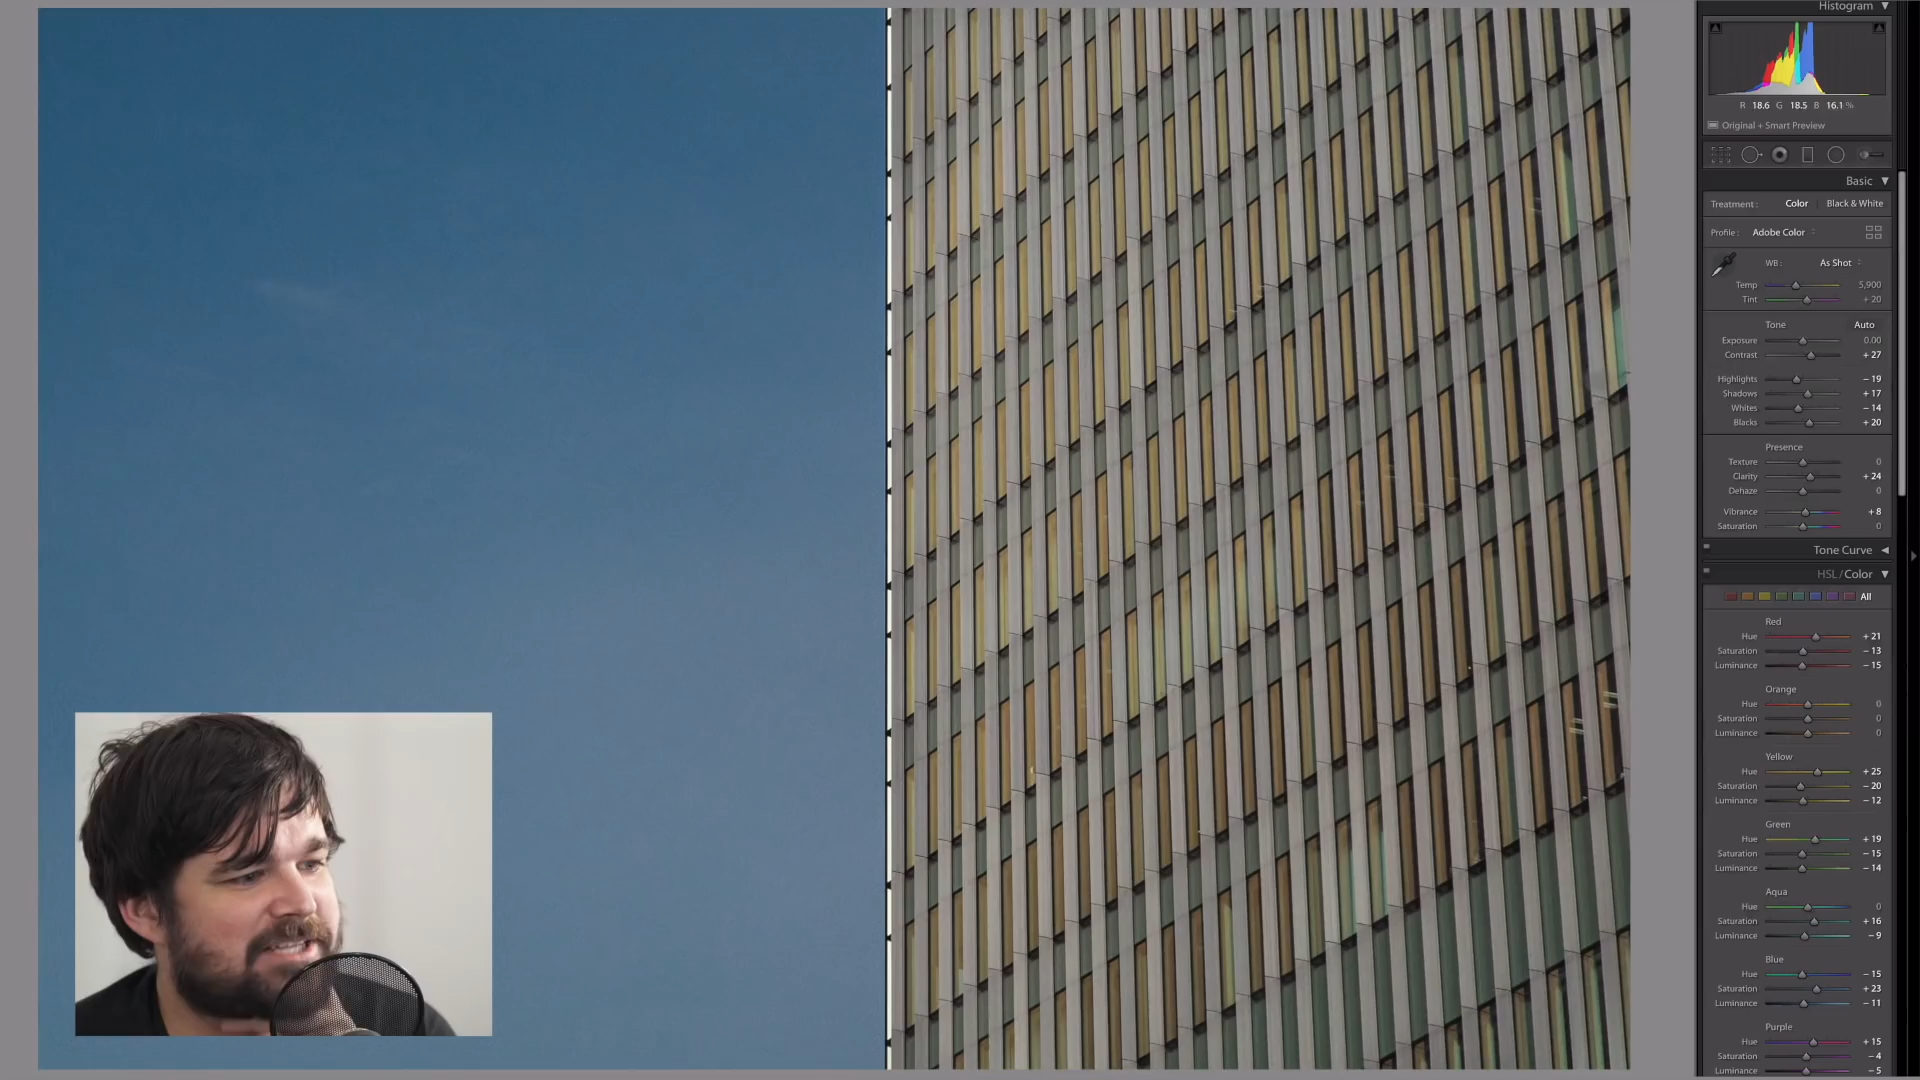 Histogram
R 18.6 G 18.5 B 16.1 %
Original + Smart Preview
Basic
Treatment : Color Black & White
Profile : Adobe Color
WB : As Shot
Temp 5,900
Tint + 20
Tone Auto
Exposure 0.00
Contrast + 27
Highlights − 19
Shadows + 17
Whites − 14
Blacks + 20
Presence
Texture 0
Clarity + 24
Dehaze 0
Vibrance + 8
Saturation 0
Tone Curve
HSL / Color
All
Red
Hue + 21
Saturation − 13
Luminance − 15
Orange
Hue 0
Saturation 0
Luminance 0
Yellow
Hue + 25
Saturation − 20
Luminance − 12
Green
Hue + 19
Saturation − 15
Luminance − 14
Aqua
Hue 0
Saturation + 16
Luminance − 9
Blue
Hue − 15
Saturation + 23
Luminance − 11
Purple
Hue + 15
Saturation − 4
Luminance − 5